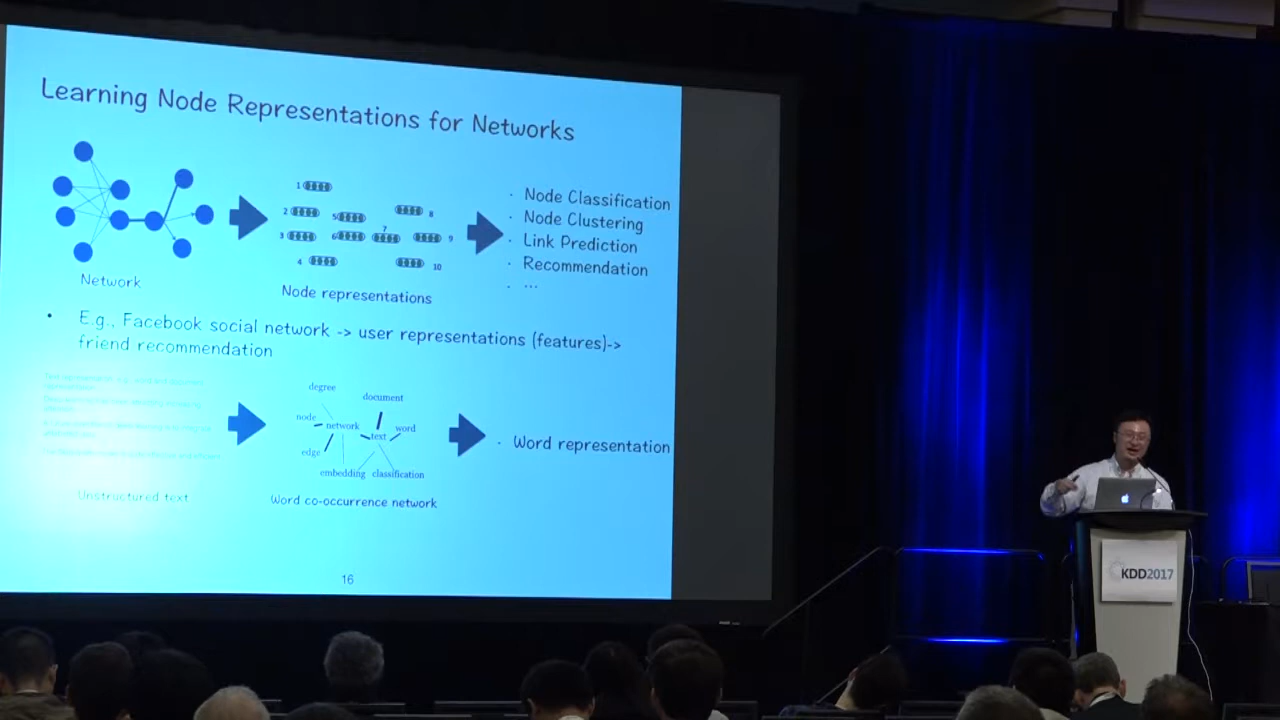 Learning Node Representations for Networks
1
2
5
8
7
3
6
9
4
10
Network
Node representations
· Node Classification
· Node Clustering
· Link Prediction
· Recommendation
· ...
• E.g., Facebook social network -> user representations (features)->
friend recommendation
degree
document
node
network
word
text
edge
embedding
classification
· Word representation
Unstructured text
Word co-occurrence network
16
KDD2017